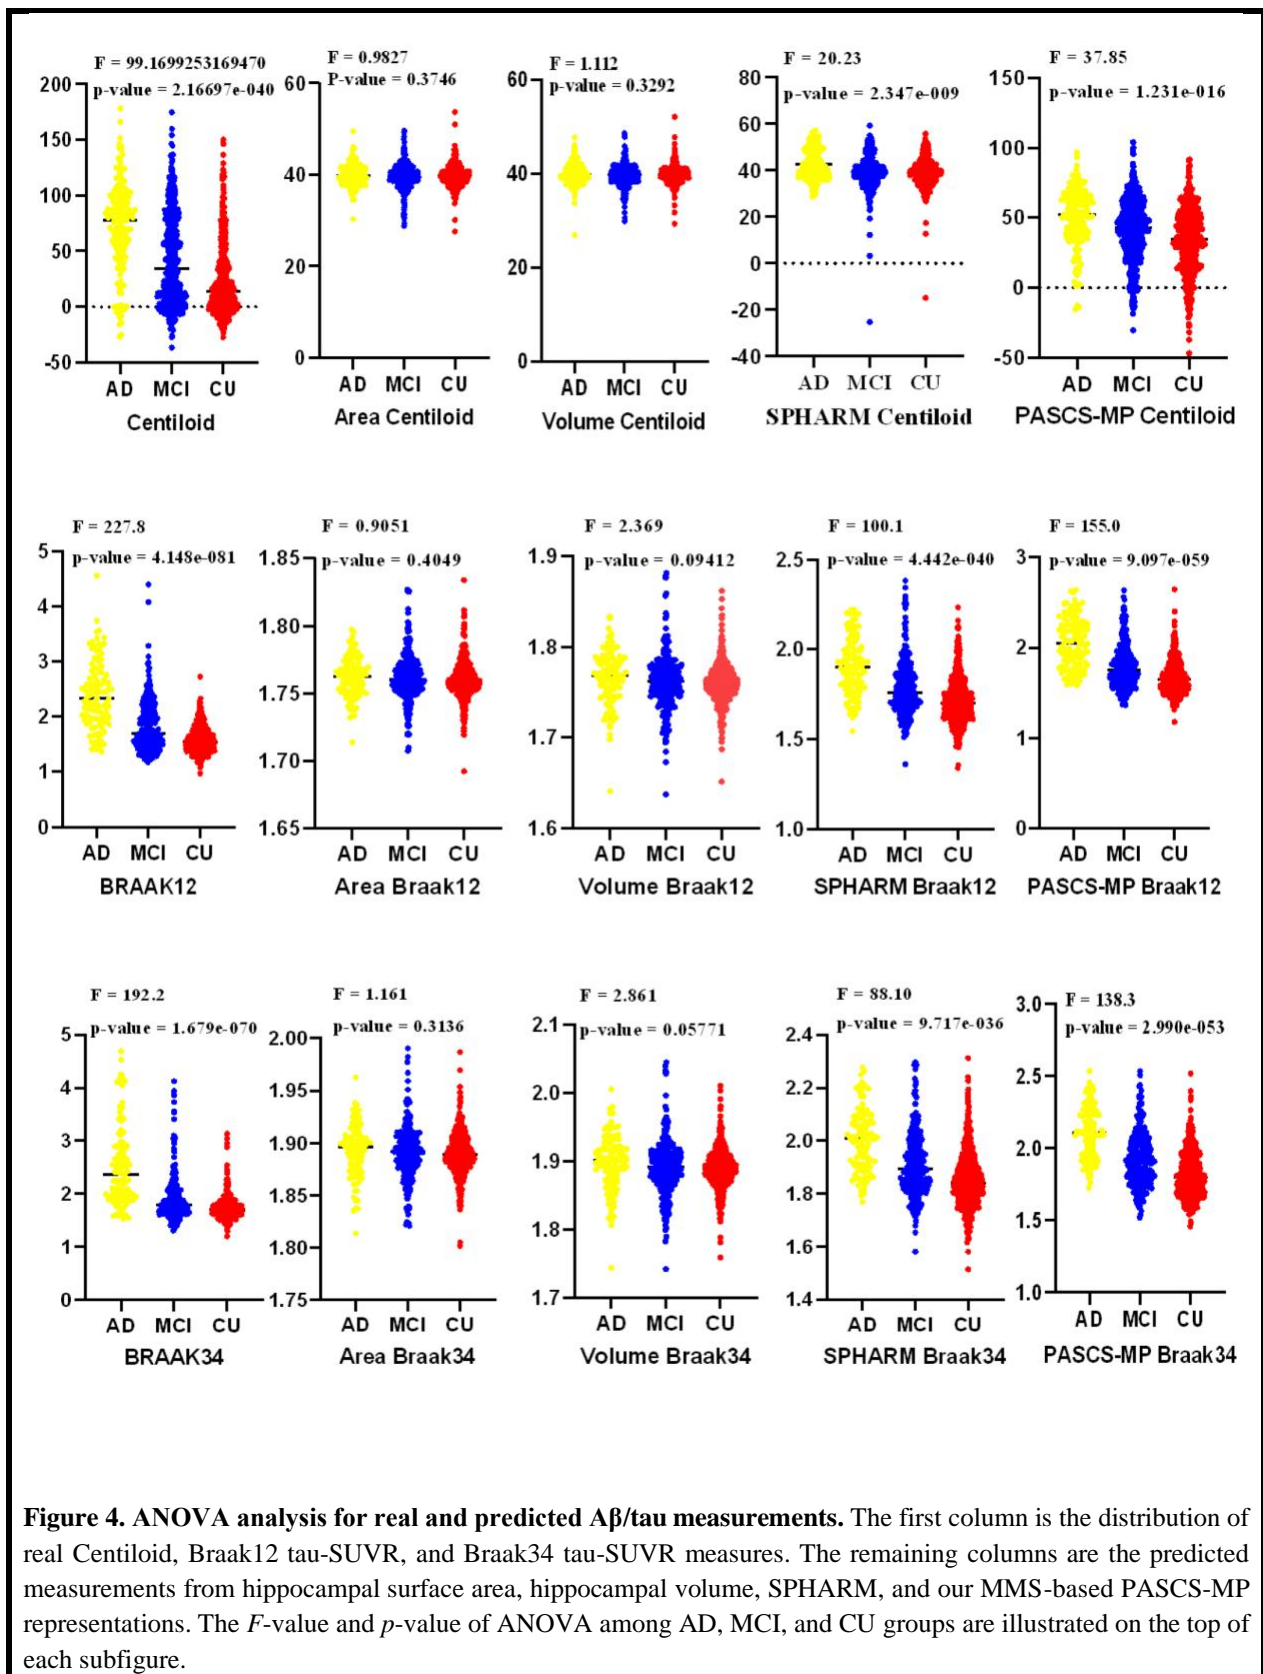 F = 99.1699253169470
p-value = 2.16697e-040
200
150
100
50
0
-50
AD MCI CU
Centiloid
F = 0.9827
P-value = 0.3746
60
40
20
0
AD MCI CU
Area Centiloid
F = 1.112
p-value = 0.3292
60
40
20
0
AD MCI CU
Volume Centiloid
F = 20.23
p-value = 2.347e-009
80
60
40
20
0
-20
-40
AD MCI CU
SPHARM Centiloid
F = 37.85
p-value = 1.231e-016
150
100
50
0
-50
AD MCI CU
PASCS-MP Centiloid
F = 227.8
p-value = 4.148e-081
5
4
3
2
1
0
AD MCI CU
BRAAK12
F = 0.9051
p-value = 0.4049
1.85
1.80
1.75
1.70
1.65
AD MCI CU
Area Braak12
F = 2.369
p-value = 0.09412
1.9
1.8
1.7
1.6
AD MCI CU
Volume Braak12
F = 100.1
p-value = 4.442e-040
2.5
2.0
1.5
1.0
AD MCI CU
SPHARM Braak12
F = 155.0
p-value = 9.097e-059
3
2
1
0
AD MCI CU
PASCS-MP Braak12
F = 192.2
p-value = 1.679e-070
5
4
3
2
1
0
AD MCI CU
BRAAK34
F = 1.161
p-value = 0.3136
2.00
1.95
1.90
1.85
1.80
1.75
AD MCI CU
Area Braak34
F = 2.861
p-value = 0.05771
2.1
2.0
1.9
1.8
1.7
AD MCI CU
Volume Braak34
F = 88.10
p-value = 9.717e-036
2.4
2.2
2.0
1.8
1.6
1.4
AD MCI CU
SPHARM Braak34
F = 138.3
p-value = 2.990e-053
3.0
2.5
2.0
1.5
1.0
AD MCI CU
PASCS-MP Braak34
Figure 4. ANOVA analysis for real and predicted Aβ/tau measurements. The first column is the distribution of
real Centiloid, Braak12 tau-SUVR, and Braak34 tau-SUVR measures. The remaining columns are the predicted
measurements from hippocampal surface area, hippocampal volume, SPHARM, and our MMS-based PASCS-MP
representations. The F-value and p-value of ANOVA among AD, MCI, and CU groups are illustrated on the top of
each subfigure.